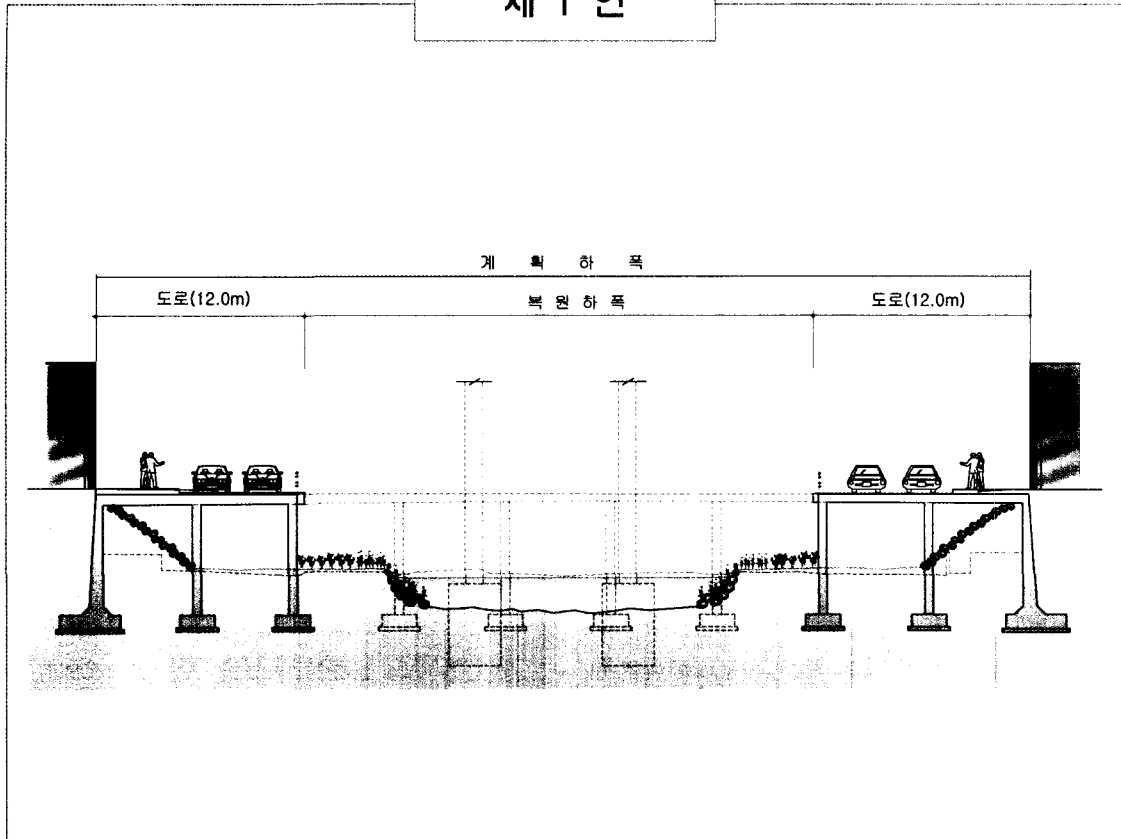 제 1 안
계 획 하 폭
도로(12.0m) 복 원 하 폭 도로(12.0m)